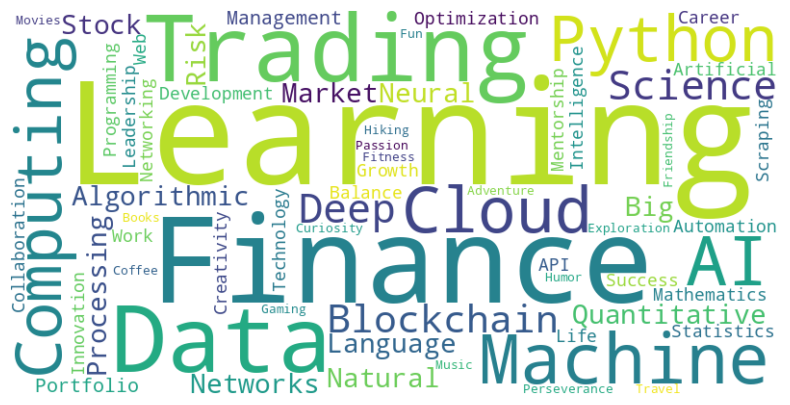 Movies
Stock
Management
Optimization
Career
Trading
Fun
Python
Web
Risk
Artificial
Programming
Leadership
Networking
Development
Market
Neural
Science
Intelligence
Mentorship
Scraping
Computing
Learning
Hiking
Passion
Fitness
Growth
Friendship
Collaboration
Algorithmic
Balance
Adventure
Books
Deep
Cloud
Big
Work
Creativity
Technology
Curiosity
Exploration
Automation
Processing
Coffee
Finance
API
Humor
AI
Success
Mathematics
Innovation
Data
Gaming
Blockchain
Quantitative
Language
Life
Statistics
Machine
Music
Portfolio
Networks
Natural
Perseverance
Travel